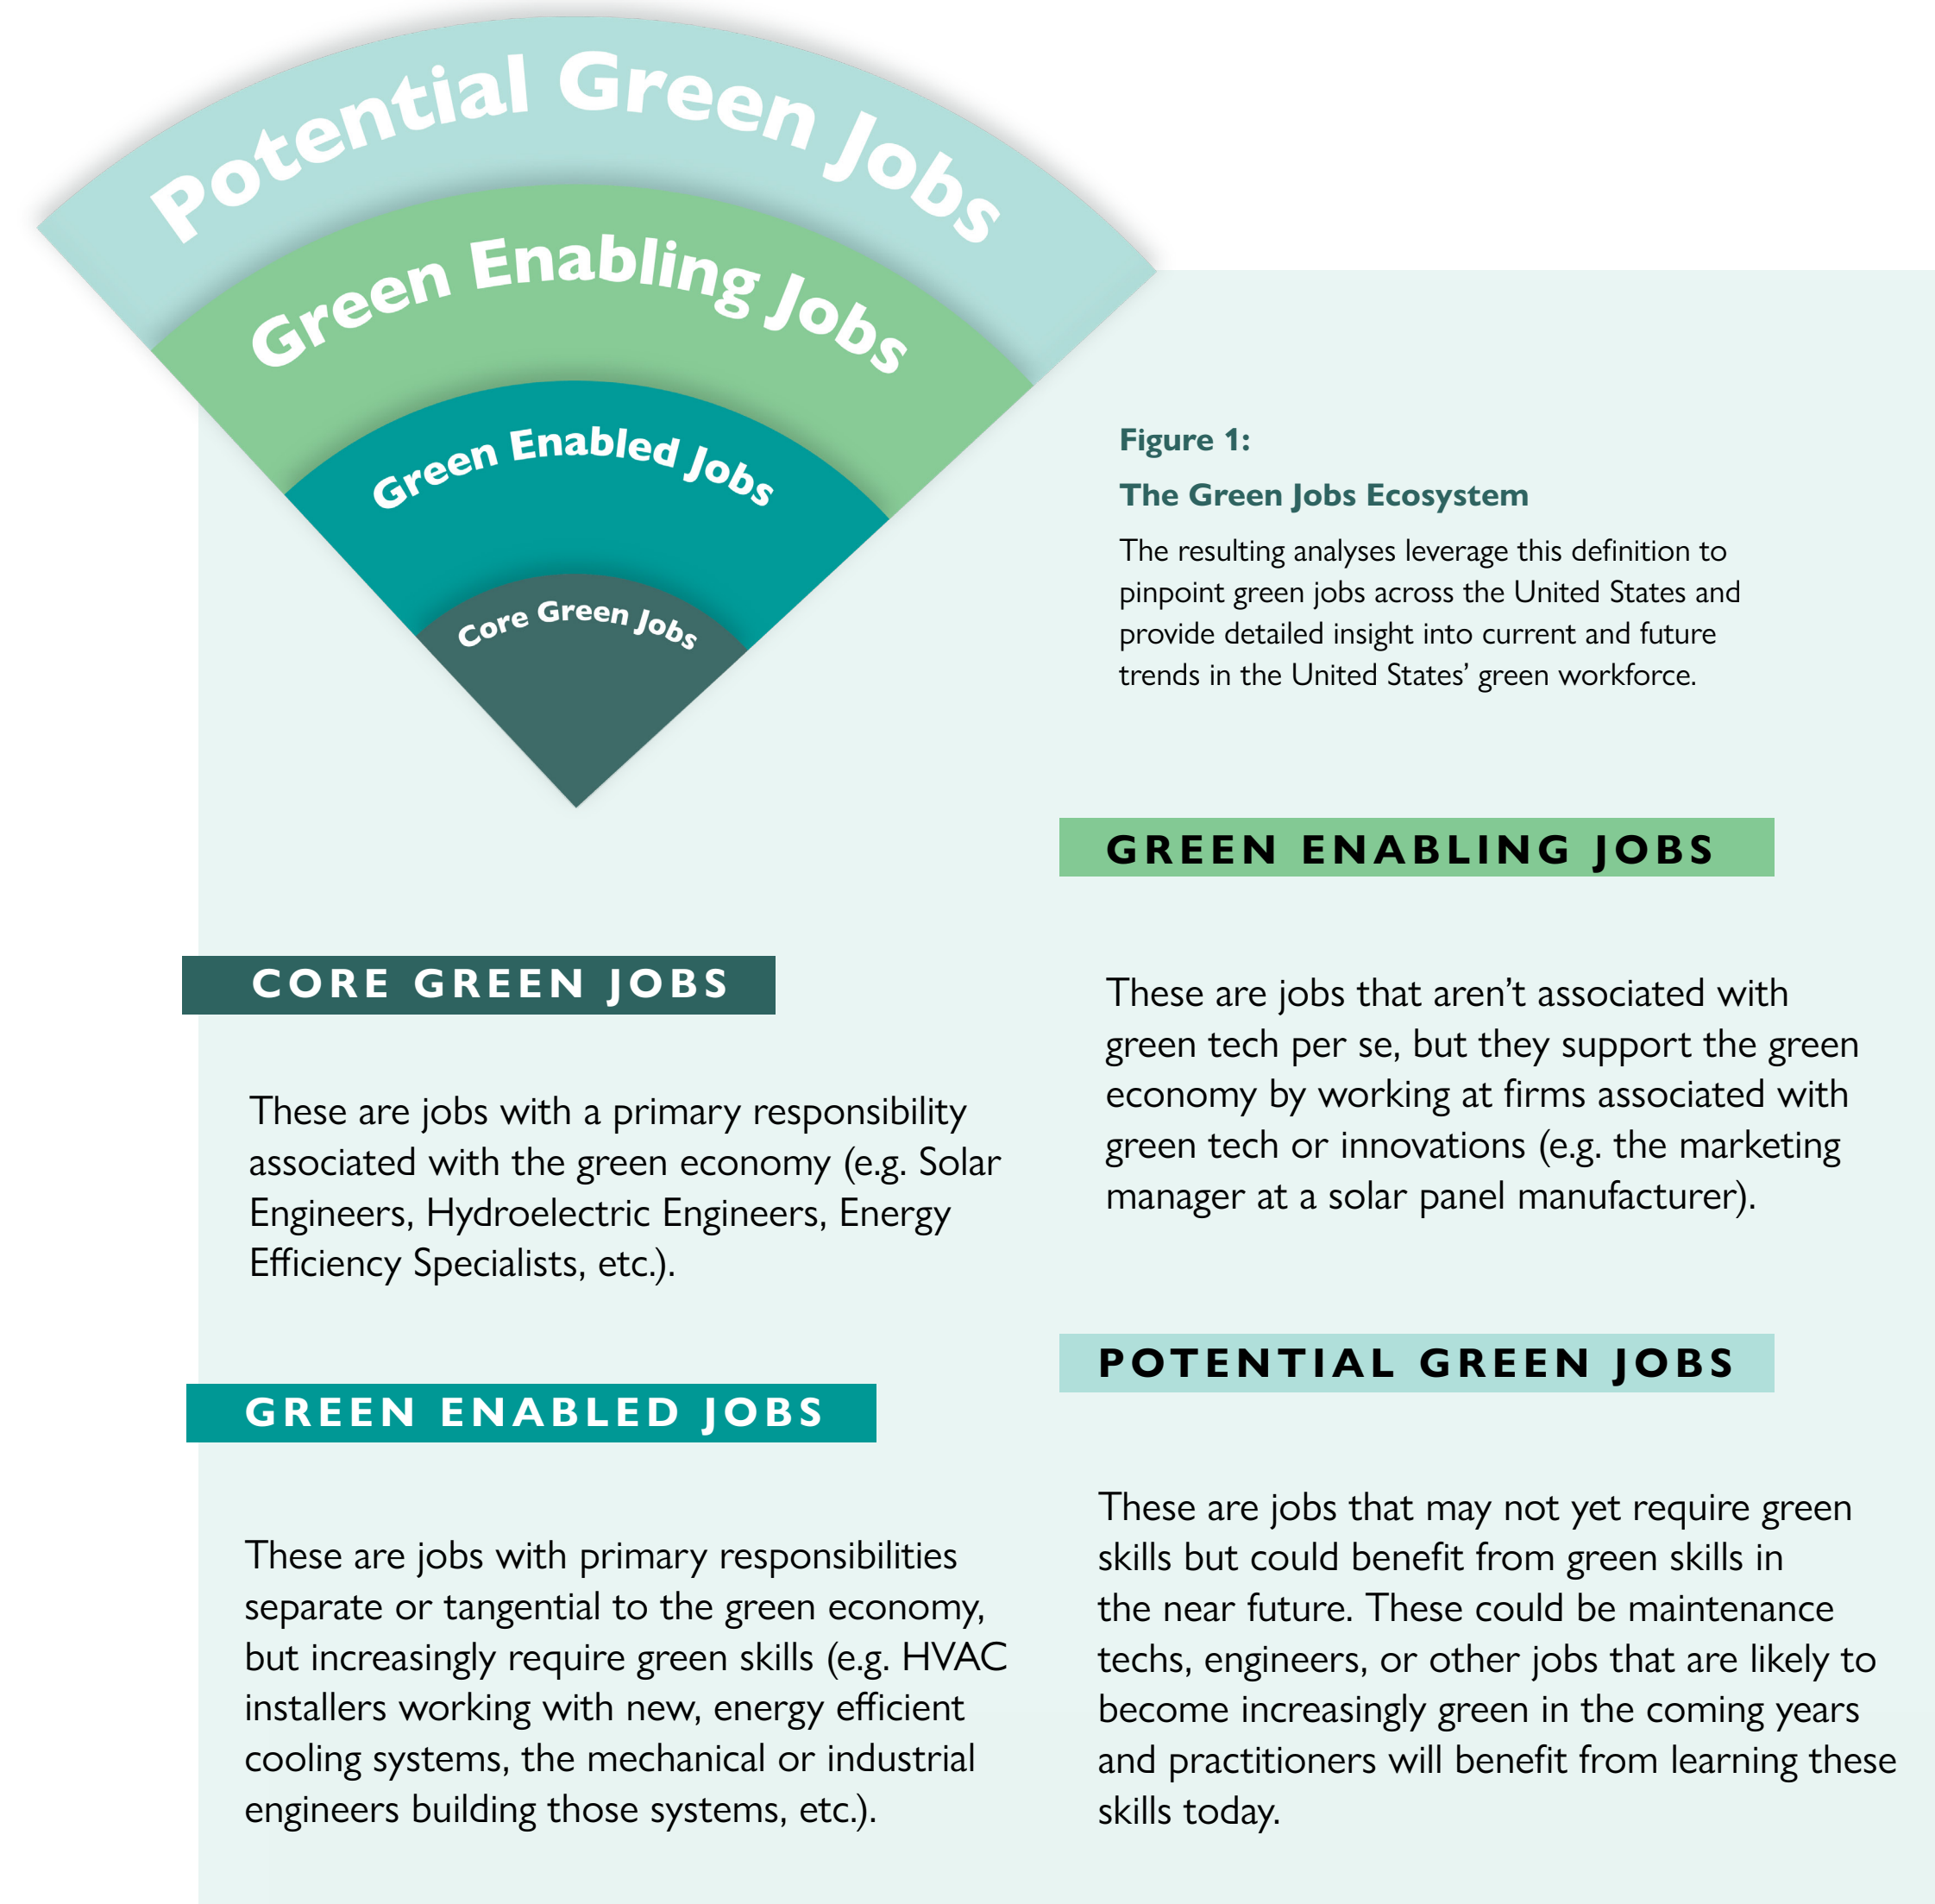 Potential Green Jobs
Green Enabling Jobs
Green Enabled Jobs
Core Green Jobs
Figure 1:
The Green Jobs Ecosystem
The resulting analyses leverage this definition to
pinpoint green jobs across the United States and
provide detailed insight into current and future
trends in the United States’ green workforce.
CORE GREEN JOBS
These are jobs with a primary responsibility
associated with the green economy (e.g. Solar
Engineers, Hydroelectric Engineers, Energy
Efficiency Specialists, etc.).
GREEN ENABLED JOBS
These are jobs with primary responsibilities
separate or tangential to the green economy,
but increasingly require green skills (e.g. HVAC
installers working with new, energy efficient
cooling systems, the mechanical or industrial
engineers building those systems, etc.).
GREEN ENABLING JOBS
These are jobs that aren’t associated with
green tech per se, but they support the green
economy by working at firms associated with
green tech or innovations (e.g. the marketing
manager at a solar panel manufacturer).
POTENTIAL GREEN JOBS
These are jobs that may not yet require green
skills but could benefit from green skills in
the near future. These could be maintenance
techs, engineers, or other jobs that are likely to
become increasingly green in the coming years
and practitioners will benefit from learning these
skills today.